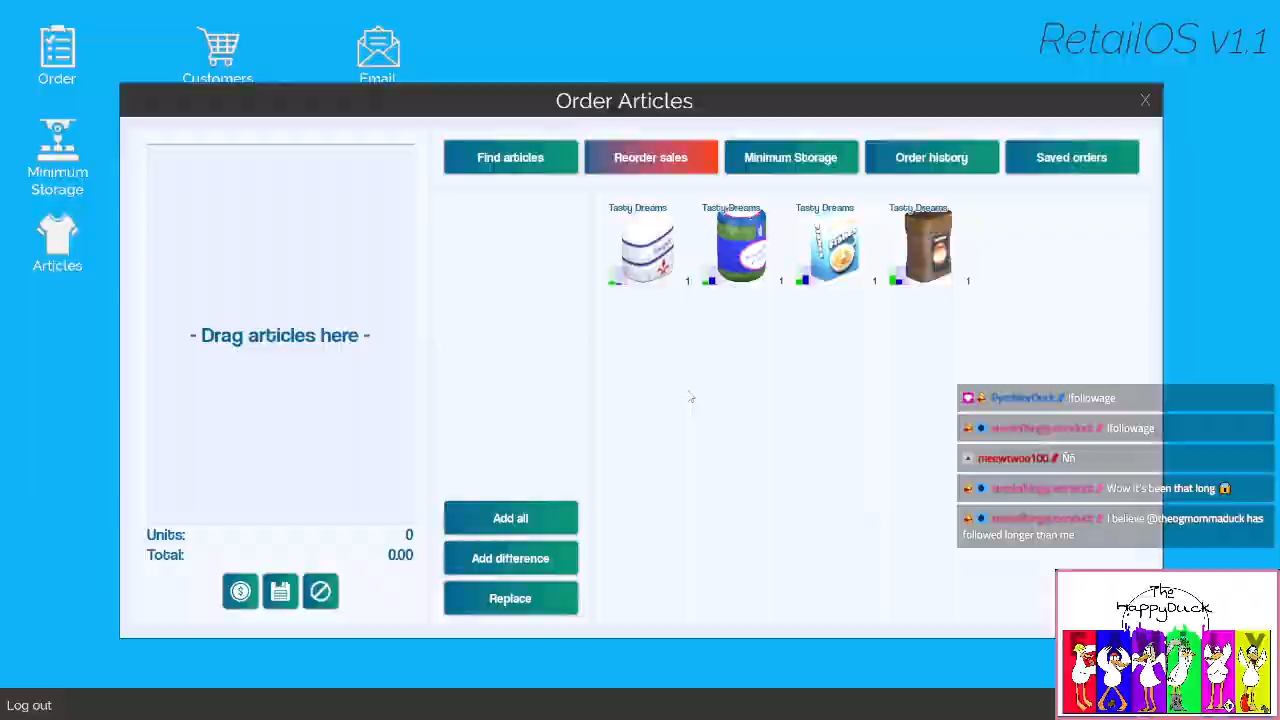 RetailOS v1.1
Order
Customers
Email
Minimum
Storage
Articles
Order Articles
X
Find articles
Reorder sales
Minimum Storage
Order history
Saved orders
Tasty Dreams
Tasty Dreams
Tasty Dreams
Tasty Dreams
1
1
1
1
- Drag articles here -
Add all
Add difference
Replace
Units: 0
Total: 0.00
!followage
!followage
meewtwoo100 Ññ
Wow it's been that long
I believe @theogmommaduck has
followed longer than me
The
HappyDuck
Log out